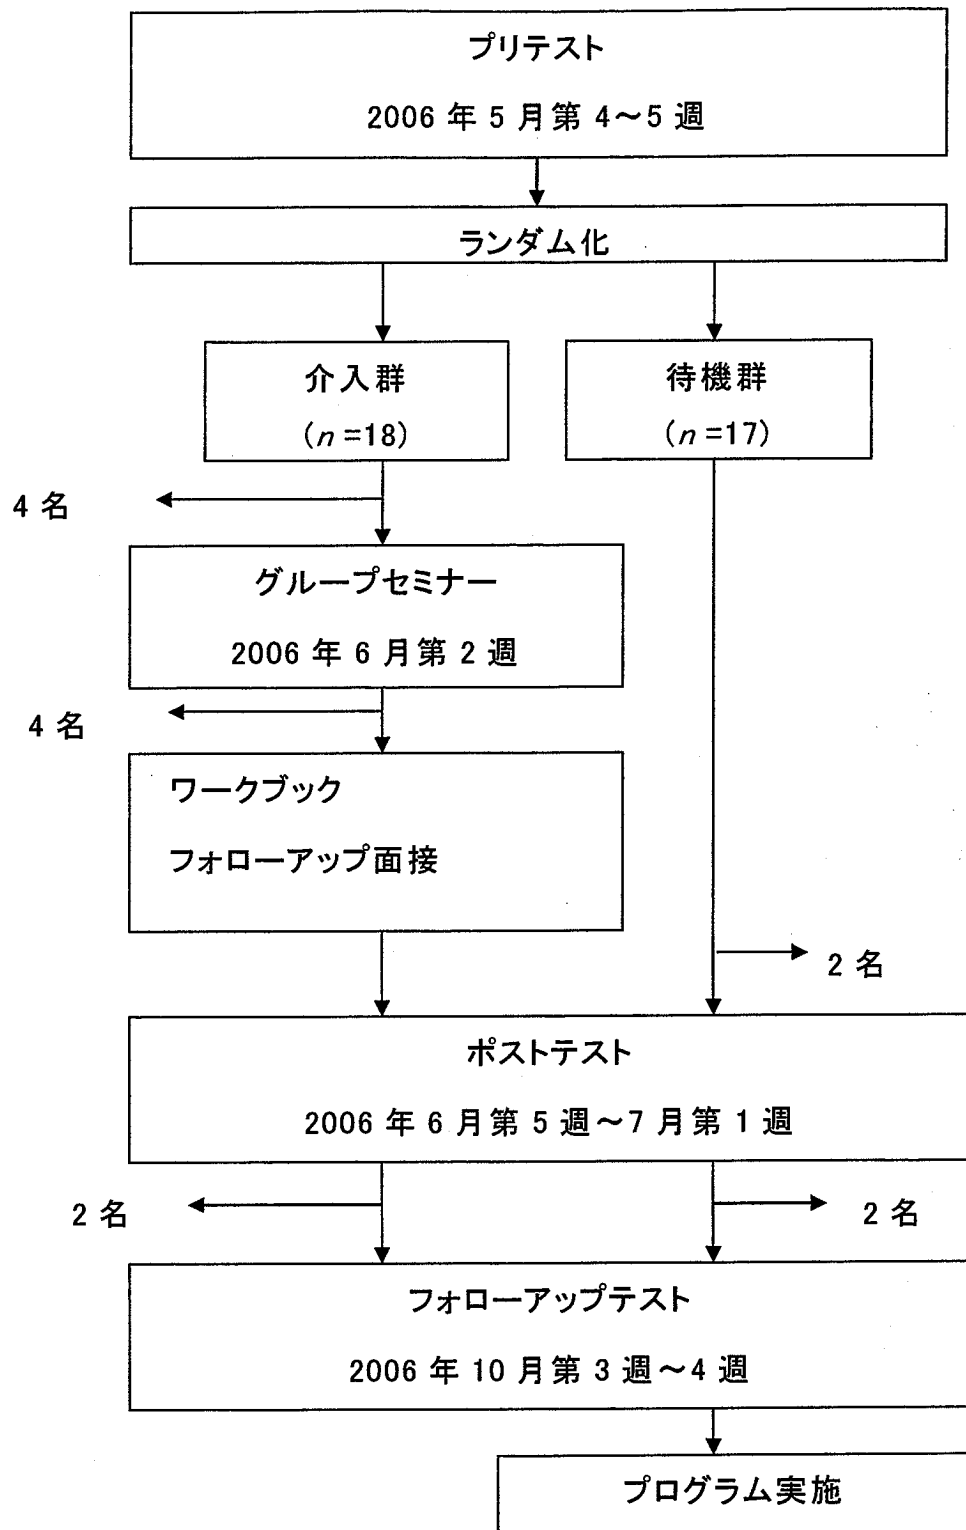 プリテスト
2006 年 5 月第 4～5 週
ランダム化
介入群
(n =18)
待機群
(n =17)
4 名
グループセミナー
2006 年 6 月第 2 週
4 名
ワークブック
フォローアップ面接
2 名
ポストテスト
2006 年 6 月第 5 週～7 月第 1 週
2 名
2 名
フォローアップテスト
2006 年 10 月第 3 週～4 週
プログラム実施